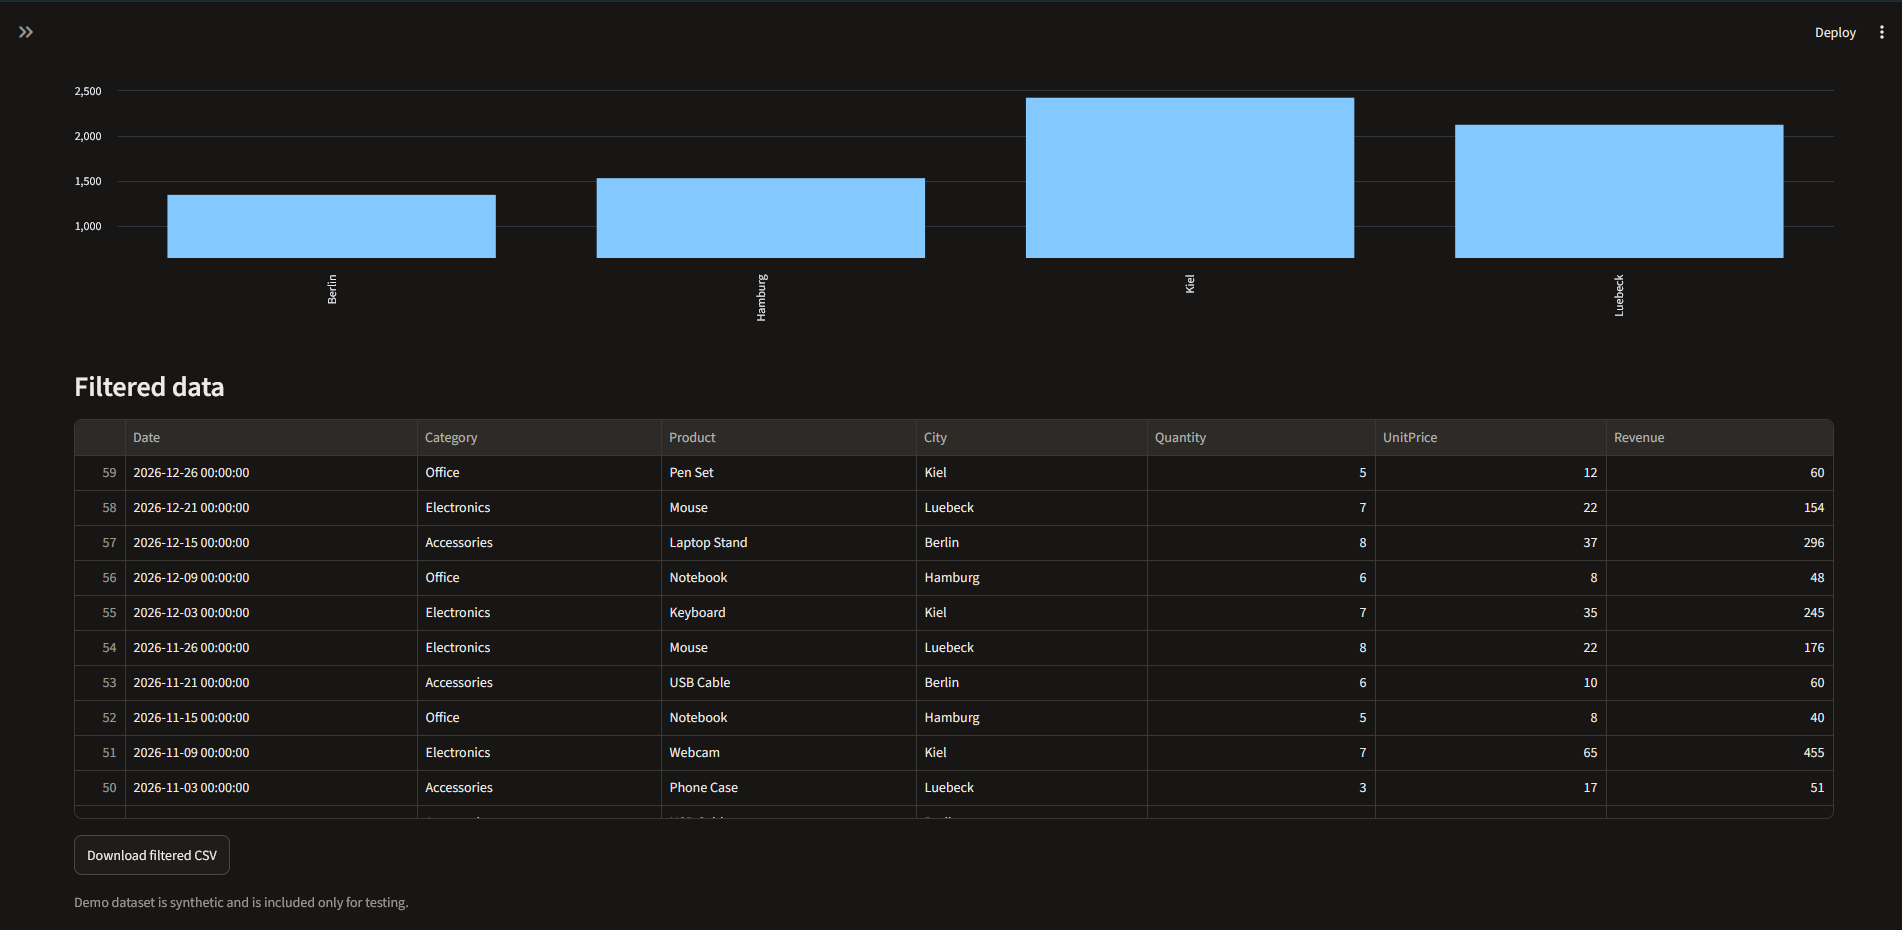 Deploy
2,500
2,000
1,500
1,000
Berlin
Hamburg
Kiel
Luebeck
Filtered data
Date Category Product City Quantity UnitPrice Revenue
59 2026-12-26 00:00:00 Office Pen Set Kiel 5 12 60
58 2026-12-21 00:00:00 Electronics Mouse Luebeck 7 22 154
57 2026-12-15 00:00:00 Accessories Laptop Stand Berlin 8 37 296
56 2026-12-09 00:00:00 Office Notebook Hamburg 6 8 48
55 2026-12-03 00:00:00 Electronics Keyboard Kiel 7 35 245
54 2026-11-26 00:00:00 Electronics Mouse Luebeck 8 22 176
53 2026-11-21 00:00:00 Accessories USB Cable Berlin 6 10 60
52 2026-11-15 00:00:00 Office Notebook Hamburg 5 8 40
51 2026-11-09 00:00:00 Electronics Webcam Kiel 7 65 455
50 2026-11-03 00:00:00 Accessories Phone Case Luebeck 3 17 51
Download filtered CSV
Demo dataset is synthetic and is included only for testing.